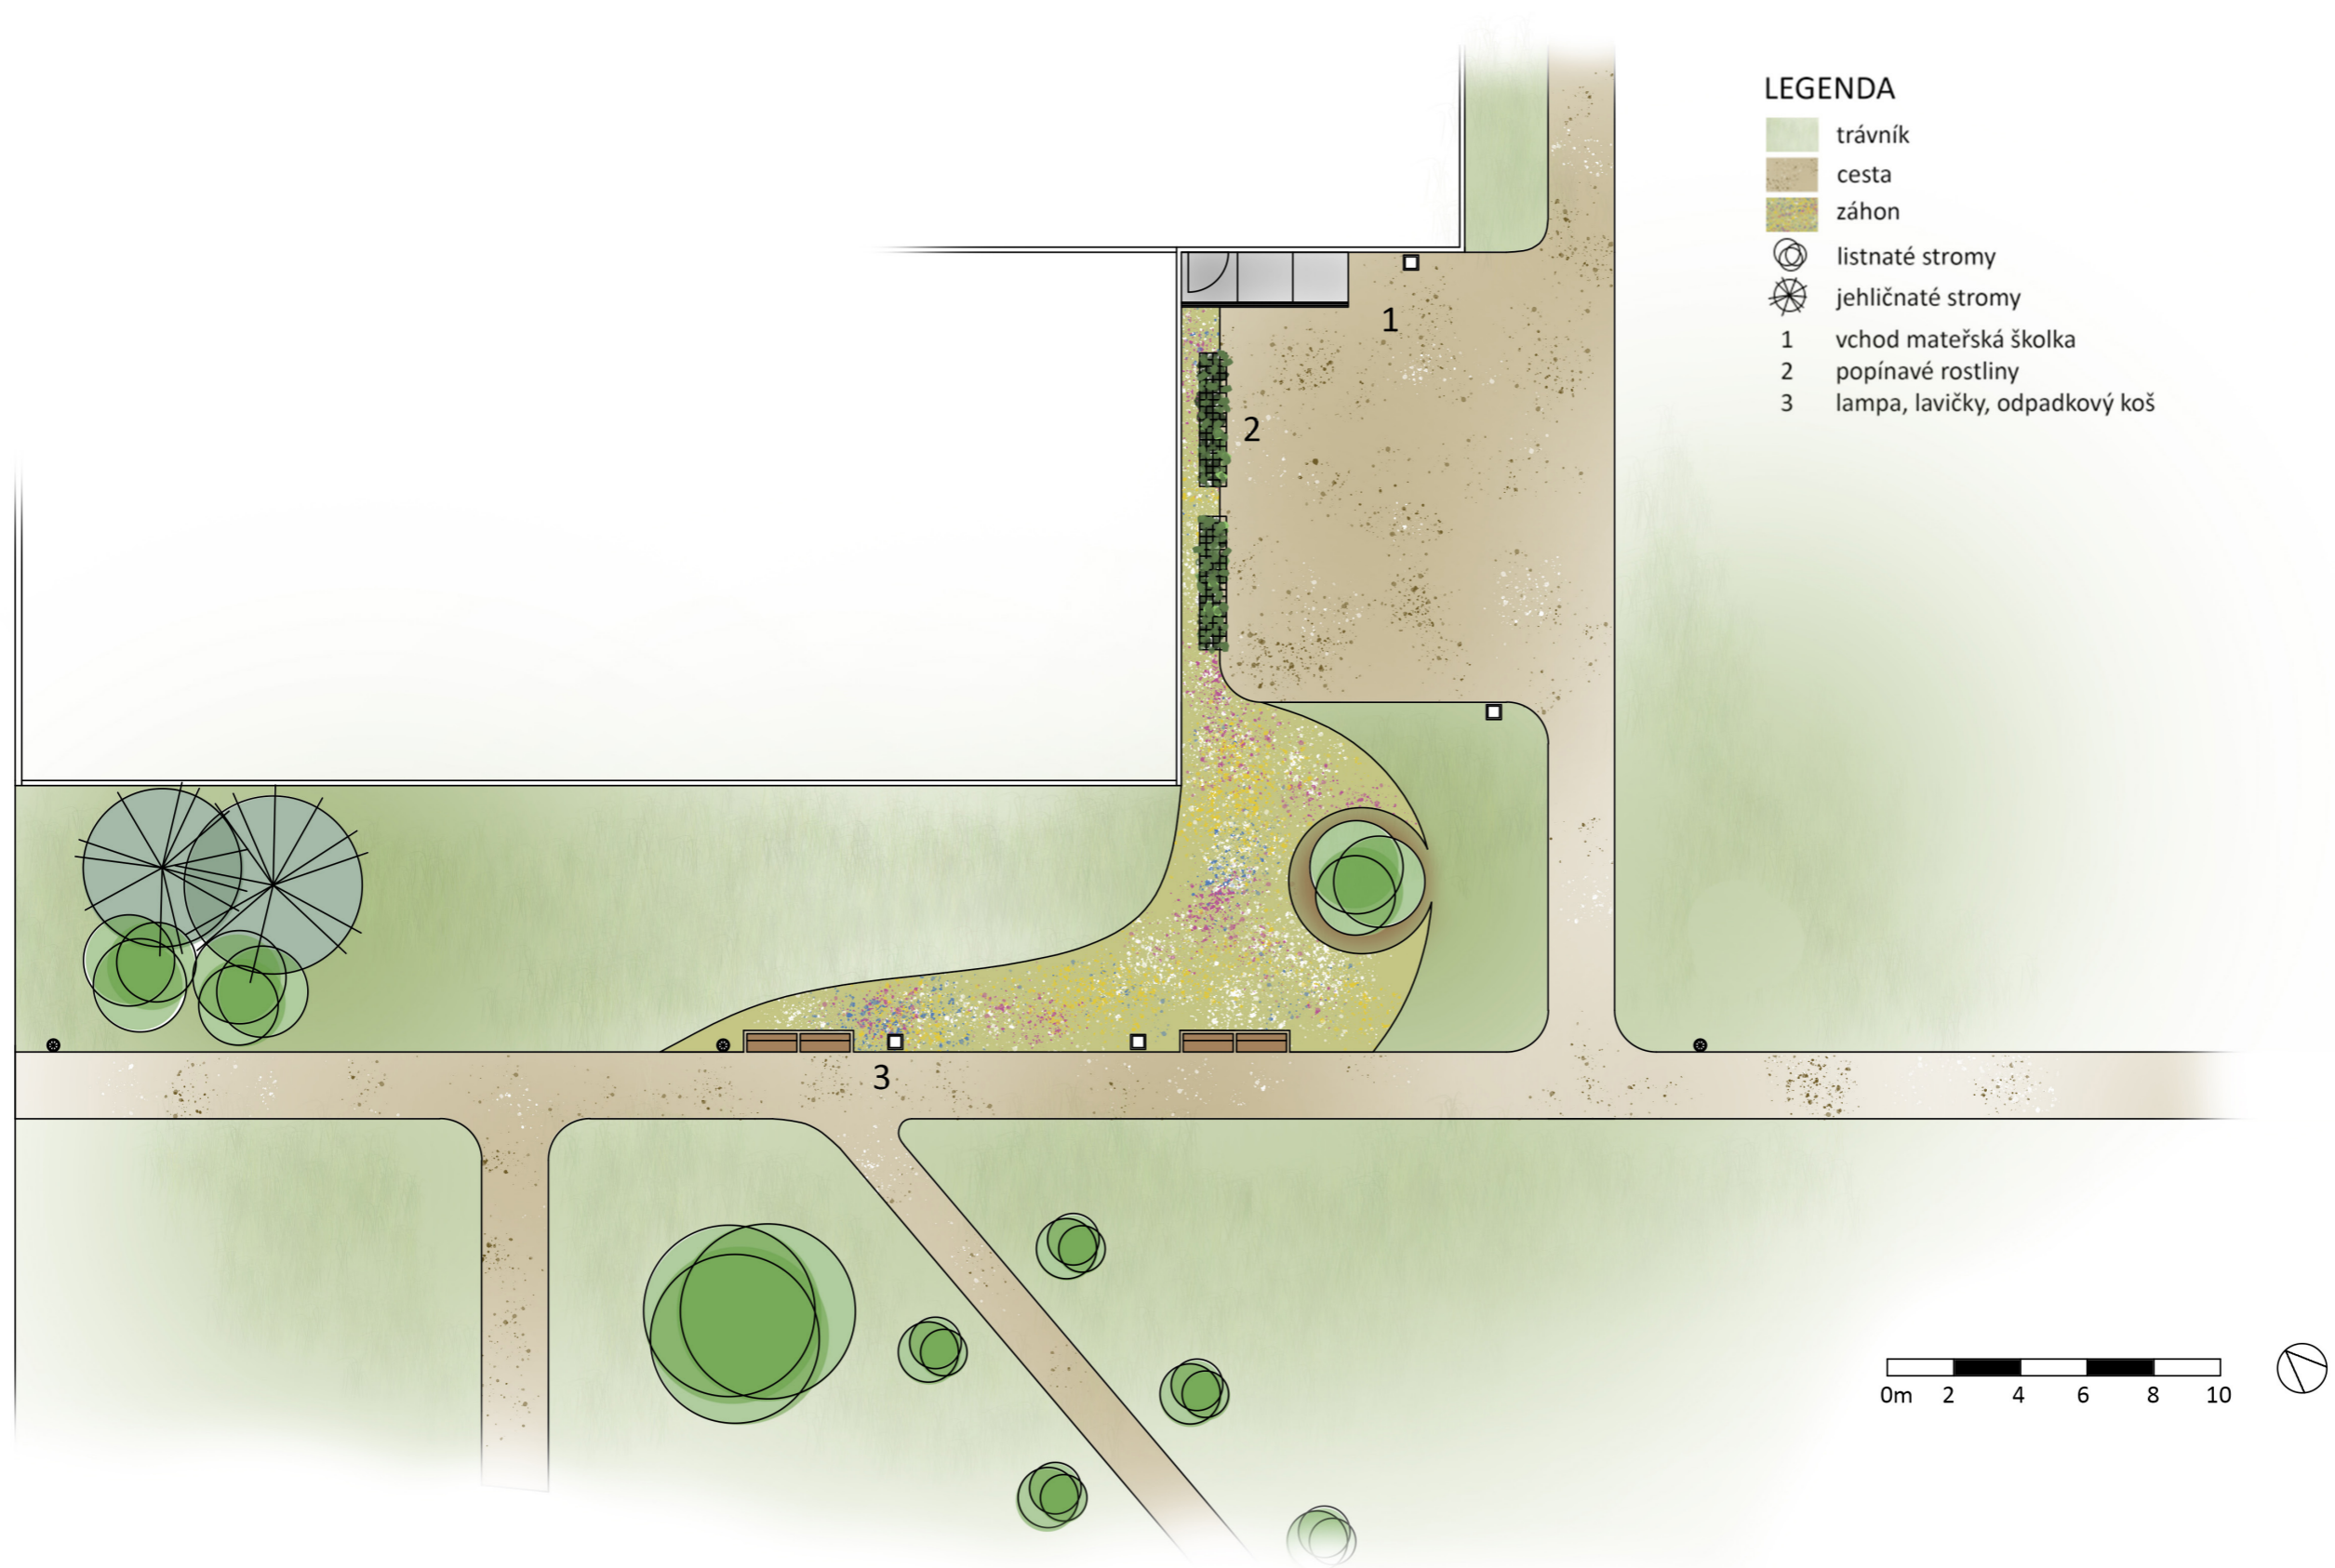 LEGENDA
trávník
cesta
záhon
listnaté stromy
jehličnaté stromy
1 vchod mateřská školka
2 popínavé rostliny
3 lampa, lavičky, odpadkový koš
1
2
3
0m 2 4 6 8 10